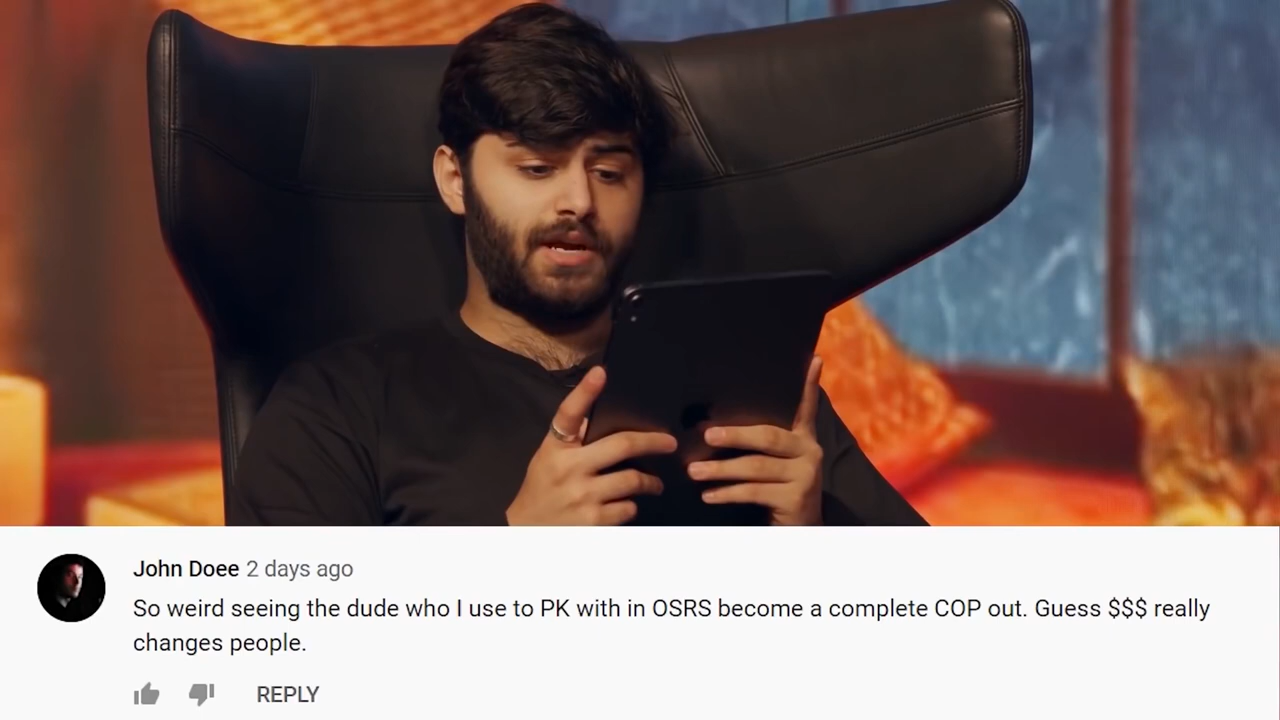 John Doee 2 days ago
So weird seeing the dude who I use to PK with in OSRS become a complete COP out. Guess $$$ really
changes people.
REPLY